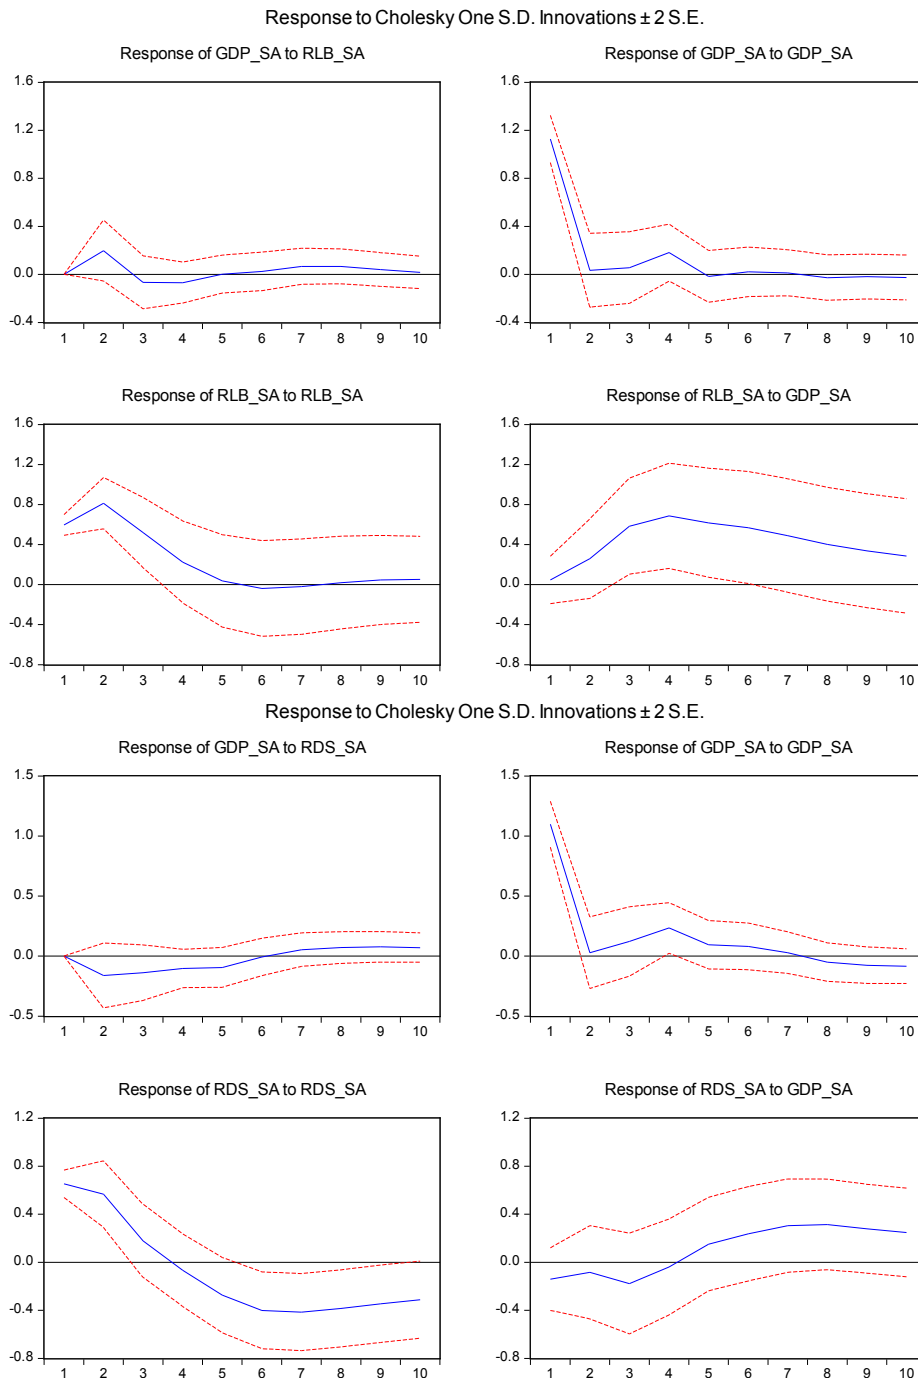 Response to Cholesky One S.D. Innovations ± 2 S.E.
Response of GDP_SA to RLB_SA
1.6
1.2
0.8
0.4
0.0
-0.4
1 2 3 4 5 6 7 8 9 10
Response of GDP_SA to GDP_SA
1.6
1.2
0.8
0.4
0.0
-0.4
1 2 3 4 5 6 7 8 9 10
Response of RLB_SA to RLB_SA
1.6
1.2
0.8
0.4
0.0
-0.4
-0.8
1 2 3 4 5 6 7 8 9 10
Response of RLB_SA to GDP_SA
1.6
1.2
0.8
0.4
0.0
-0.4
-0.8
1 2 3 4 5 6 7 8 9 10
Response to Cholesky One S.D. Innovations ± 2 S.E.
Response of GDP_SA to RDS_SA
1.5
1.0
0.5
0.0
-0.5
1 2 3 4 5 6 7 8 9 10
Response of GDP_SA to GDP_SA
1.5
1.0
0.5
0.0
-0.5
1 2 3 4 5 6 7 8 9 10
Response of RDS_SA to RDS_SA
1.2
0.8
0.4
0.0
-0.4
-0.8
1 2 3 4 5 6 7 8 9 10
Response of RDS_SA to GDP_SA
1.2
0.8
0.4
0.0
-0.4
-0.8
1 2 3 4 5 6 7 8 9 10